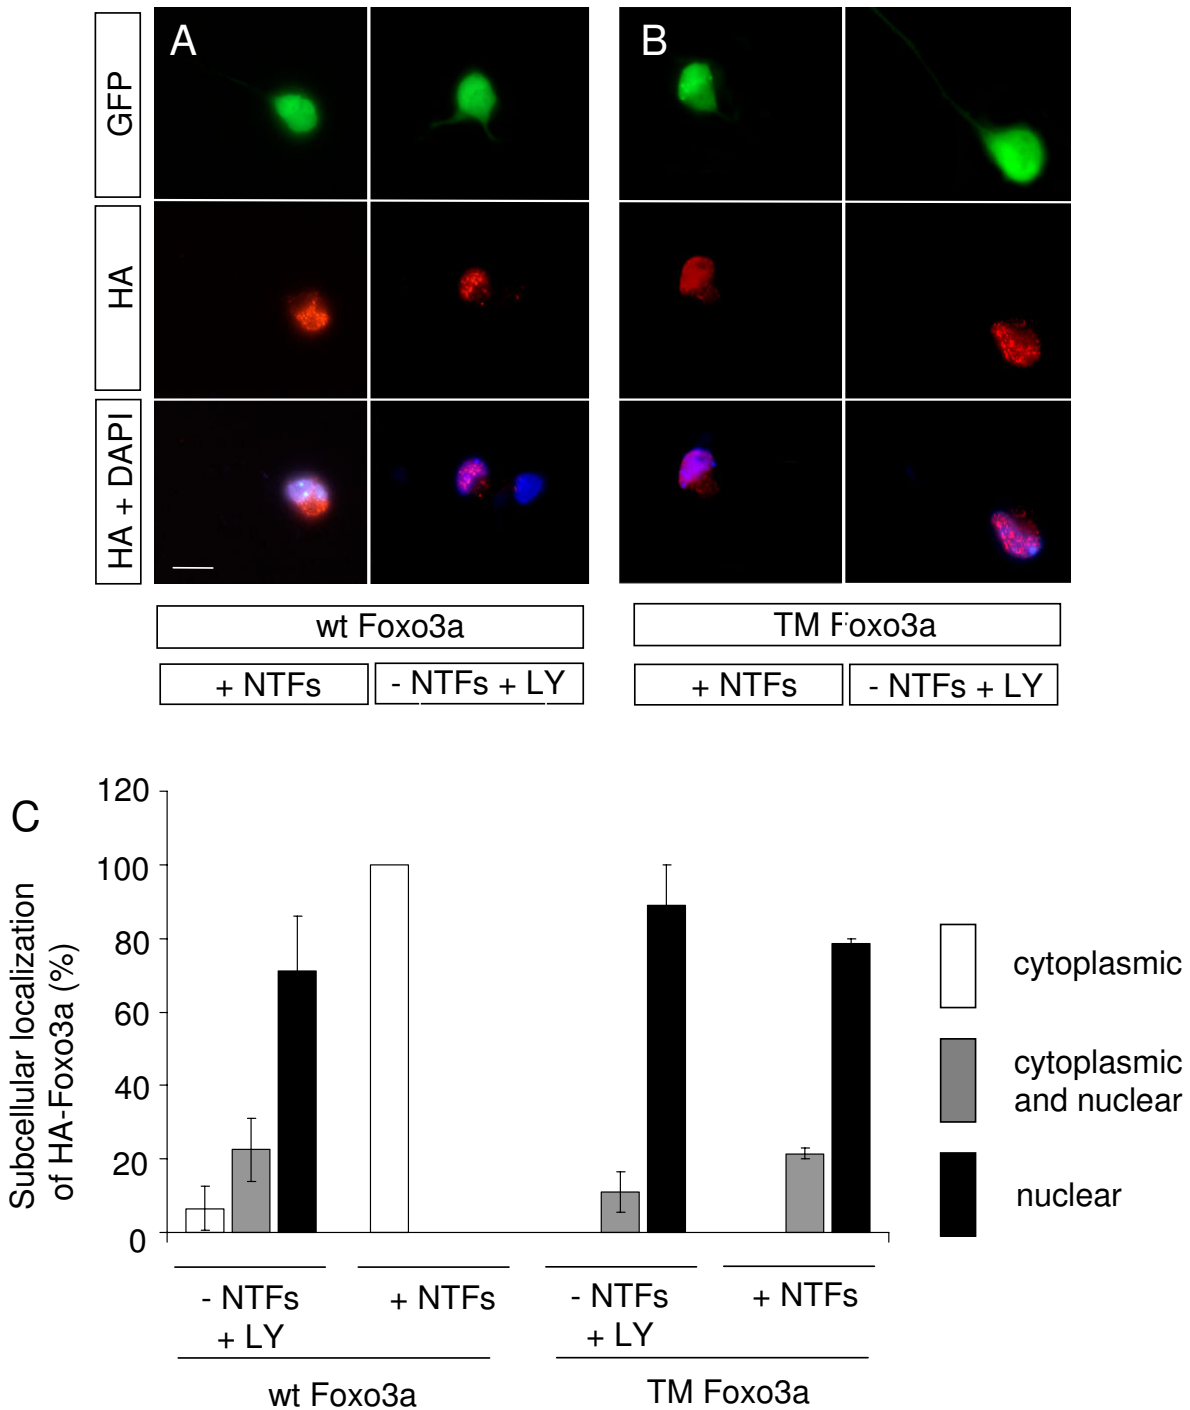 A
B
GFP
HA
HA + DAPI
wt Foxo3a
TM Foxo3a
+ NTFs
- NTFs + LY
+ NTFs
- NTFs + LY
C
Subcellular localization
of HA-Foxo3a (%)
120
100
80
60
40
20
0
cytoplasmic
cytoplasmic
and nuclear
nuclear
- NTFs
+ LY
+ NTFs
- NTFs
+ LY
+ NTFs
wt Foxo3a
TM Foxo3a